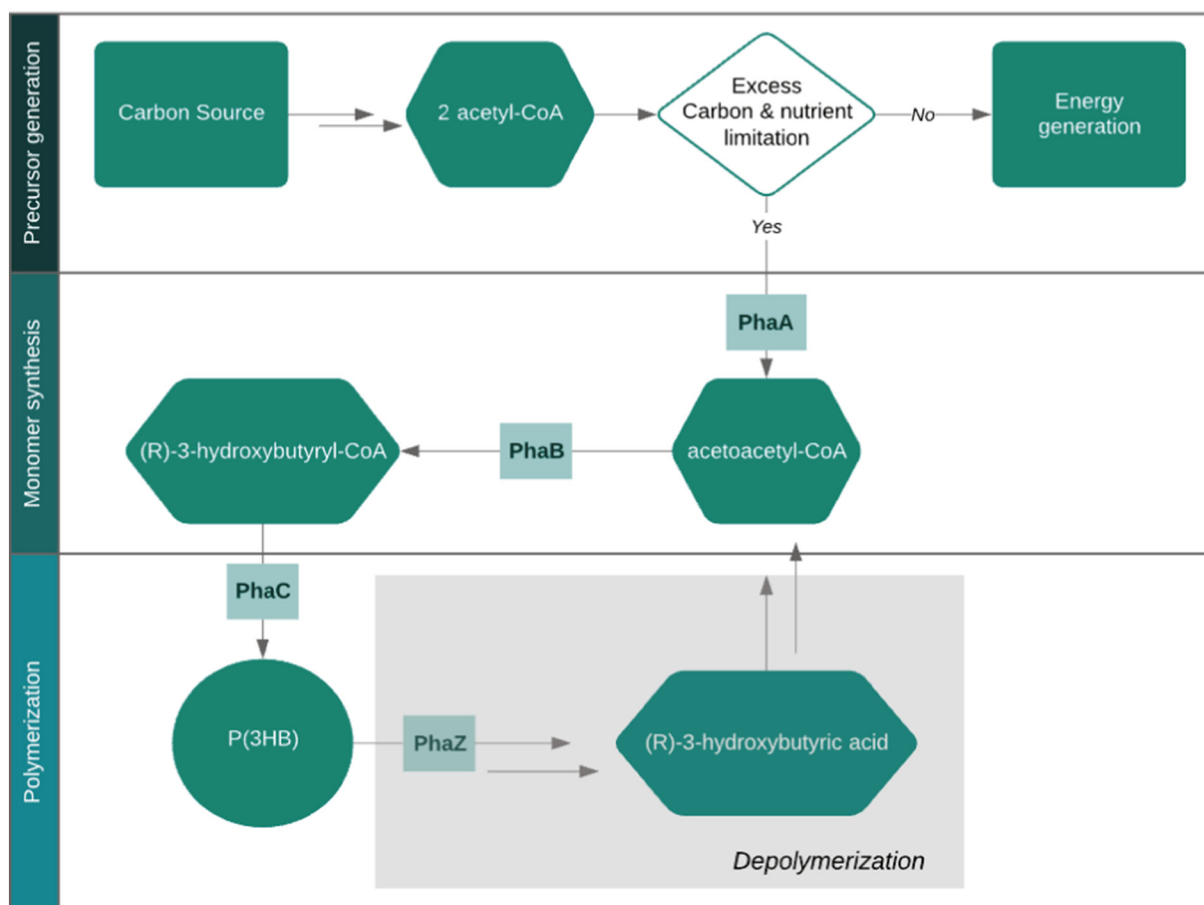 Precursor generation
Carbon Source
2 acetyl-CoA
Excess
Carbon & nutrient
limitation
No
Energy
generation
Yes
Monomer synthesis
PhaA
(R)-3-hydroxybutyryl-CoA
PhaB
acetoacetyl-CoA
Polymerization
PhaC
P(3HB)
PhaZ
(R)-3-hydroxybutyric acid
Depolymerization